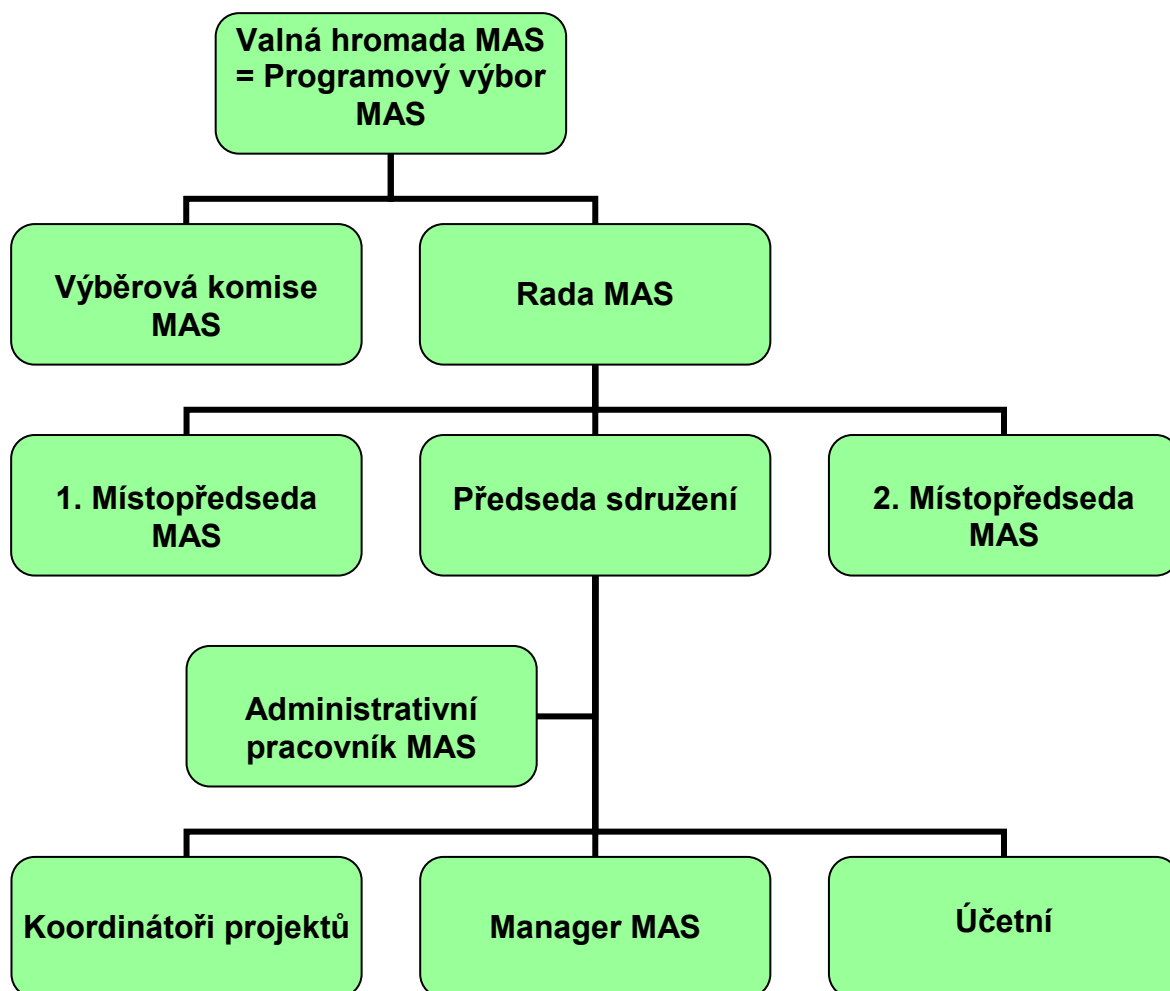 Valná hromada MAS
= Programový výbor
MAS
Výběrová komise
MAS
Rada MAS
1. Místopředseda
MAS
Předseda sdružení
2. Místopředseda
MAS
Administrativní
pracovník MAS
Koordinátoři projektů
Manager MAS
Účetní